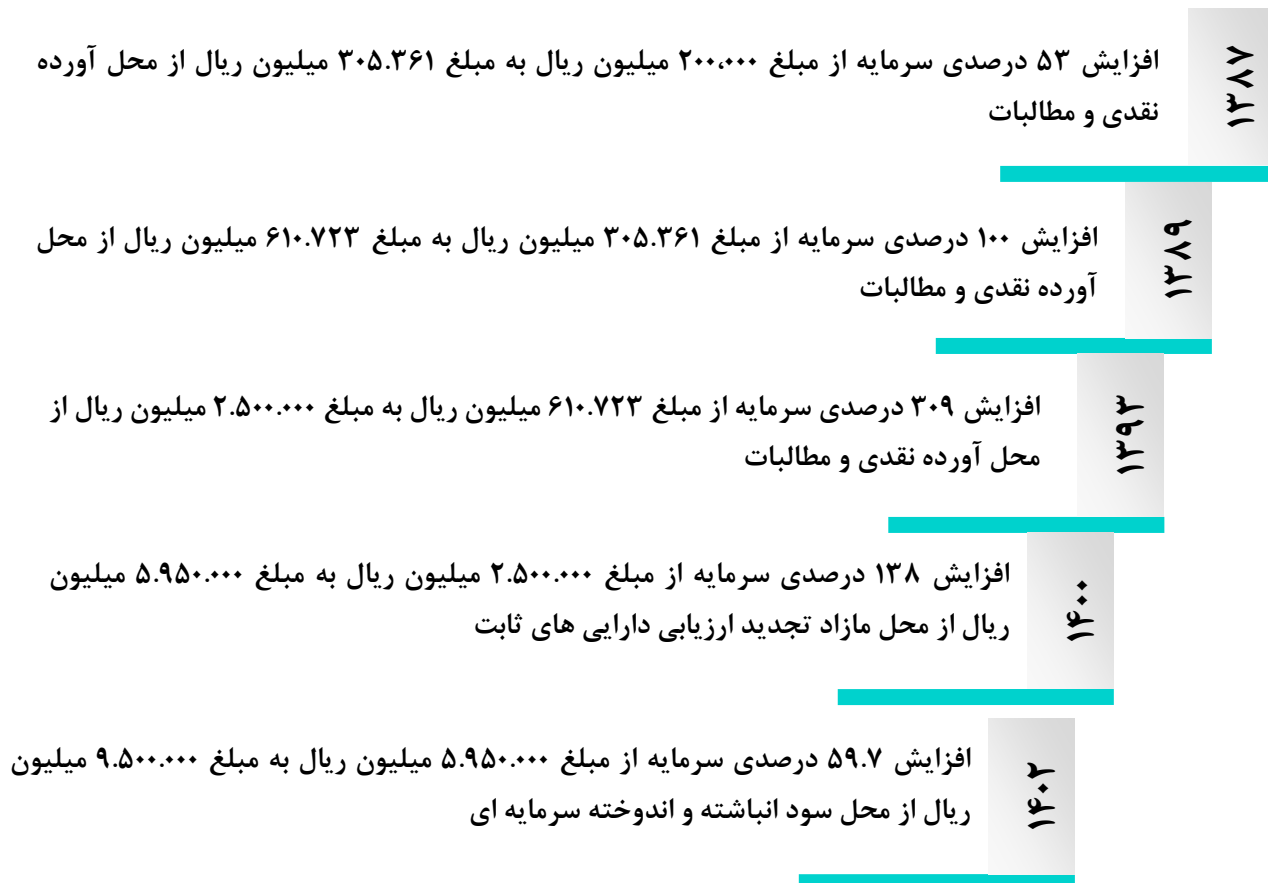 ۱۳۸۷
افزایش ۵۳ درصدی سرمایه از مبلغ ۲۰۰،۰۰۰ میلیون ریال به مبلغ ۳۰۵.۳۶۱ میلیون ریال از محل آورده
نقدی و مطالبات
۱۳۸۹
افزایش ۱۰۰ درصدی سرمایه از مبلغ ۳۰۵.۳۶۱ میلیون ریال به مبلغ ۶۱۰.۷۲۳ میلیون ریال از محل
آورده نقدی و مطالبات
۱۳۹۳
افزایش ۳۰۹ درصدی سرمایه از مبلغ ۶۱۰.۷۲۳ میلیون ریال به مبلغ ۲.۵۰۰.۰۰۰ میلیون ریال از
محل آورده نقدی و مطالبات
۱۴۰۰
افزایش ۱۳۸ درصدی سرمایه از مبلغ ۲.۵۰۰.۰۰۰ میلیون ریال به مبلغ ۵.۹۵۰.۰۰۰ میلیون
ریال از محل مازاد تجدید ارزیابی دارایی های ثابت
۱۴۰۲
افزایش ۵۹.۷ درصدی سرمایه از مبلغ ۵.۹۵۰.۰۰۰ میلیون ریال به مبلغ ۹.۵۰۰.۰۰۰ میلیون
ریال از محل سود انباشته و اندوخته سرمایه ای